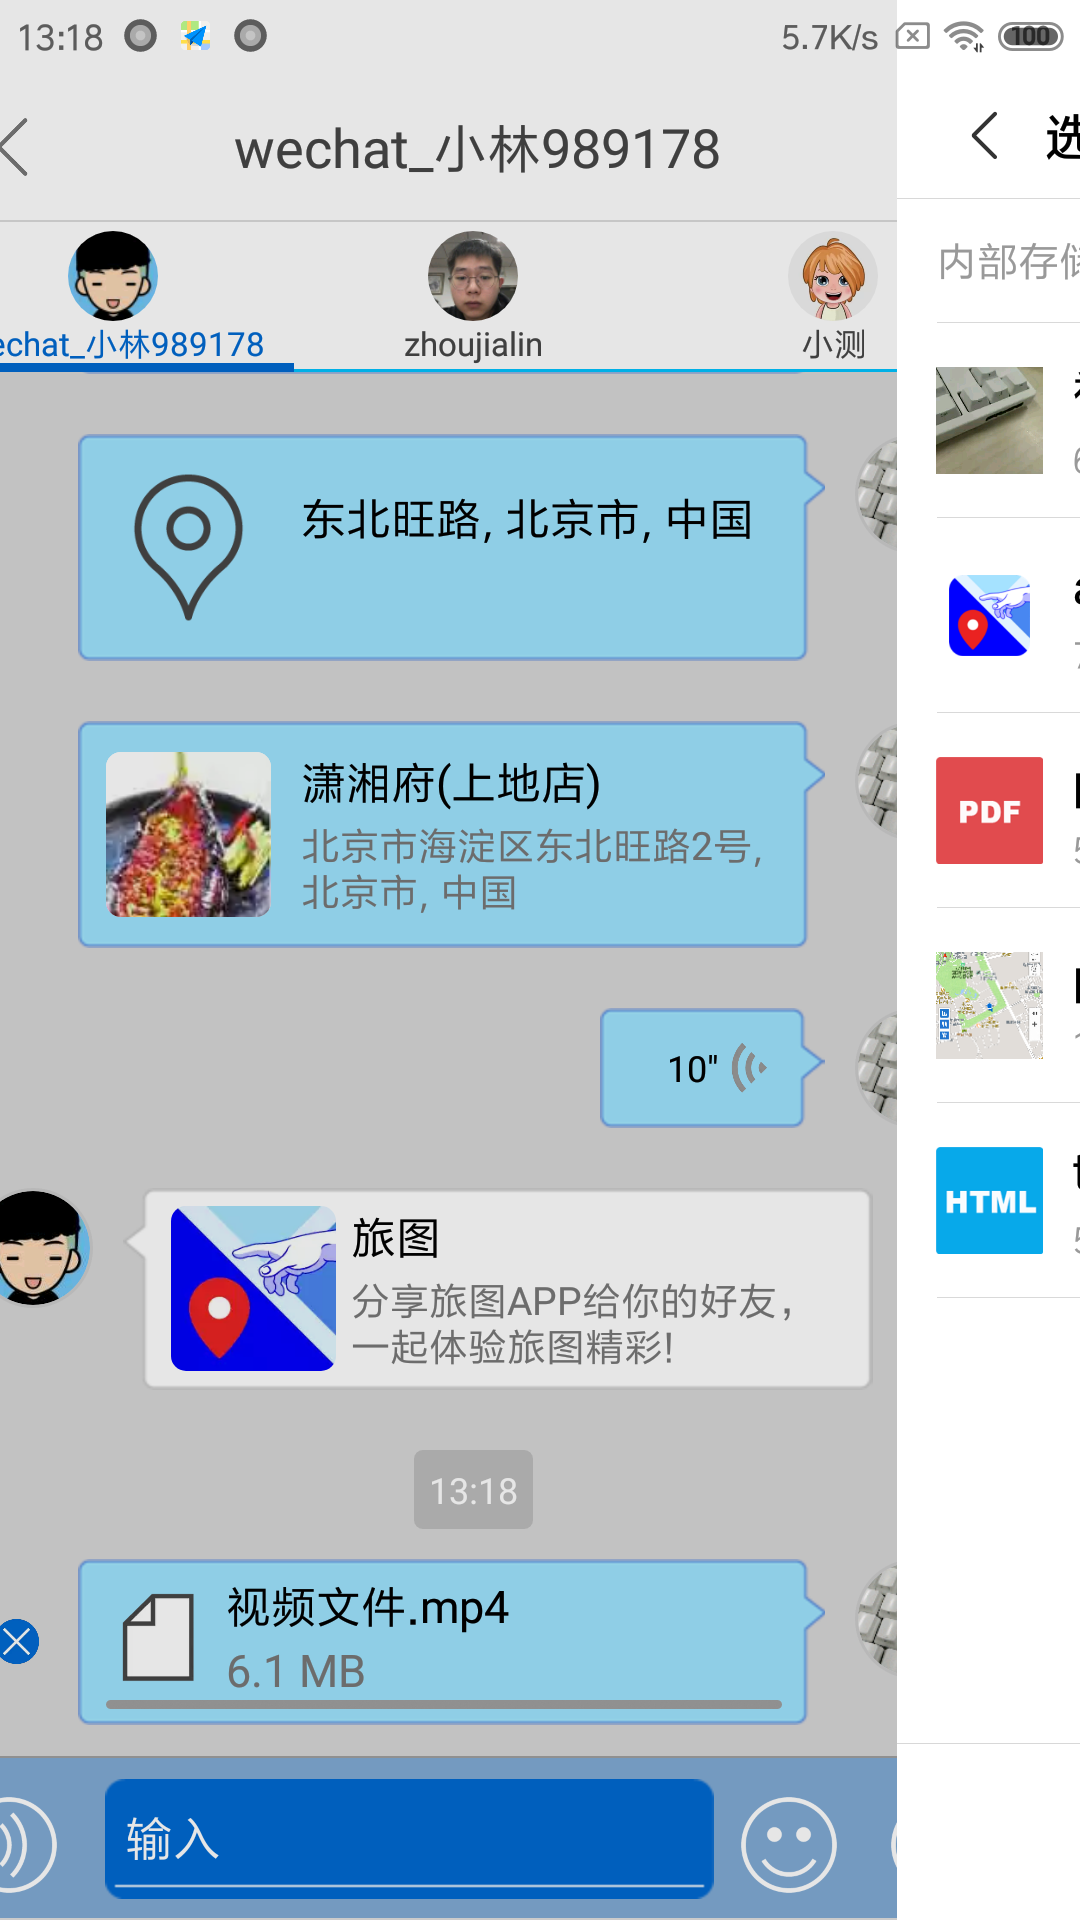 13:18
5.7K/s
100
wechat_小林989178
选
echat_小林989178
zhoujialin
小测
内部存
东北旺路, 北京市, 中国
潇湘府(上地店)
北京市海淀区东北旺路2号,
北京市, 中国
PDF
10"
HTML
旅图
分享旅图APP给你的好友，
一起体验旅图精彩!
13:18
视频文件.mp4
6.1 MB
输入